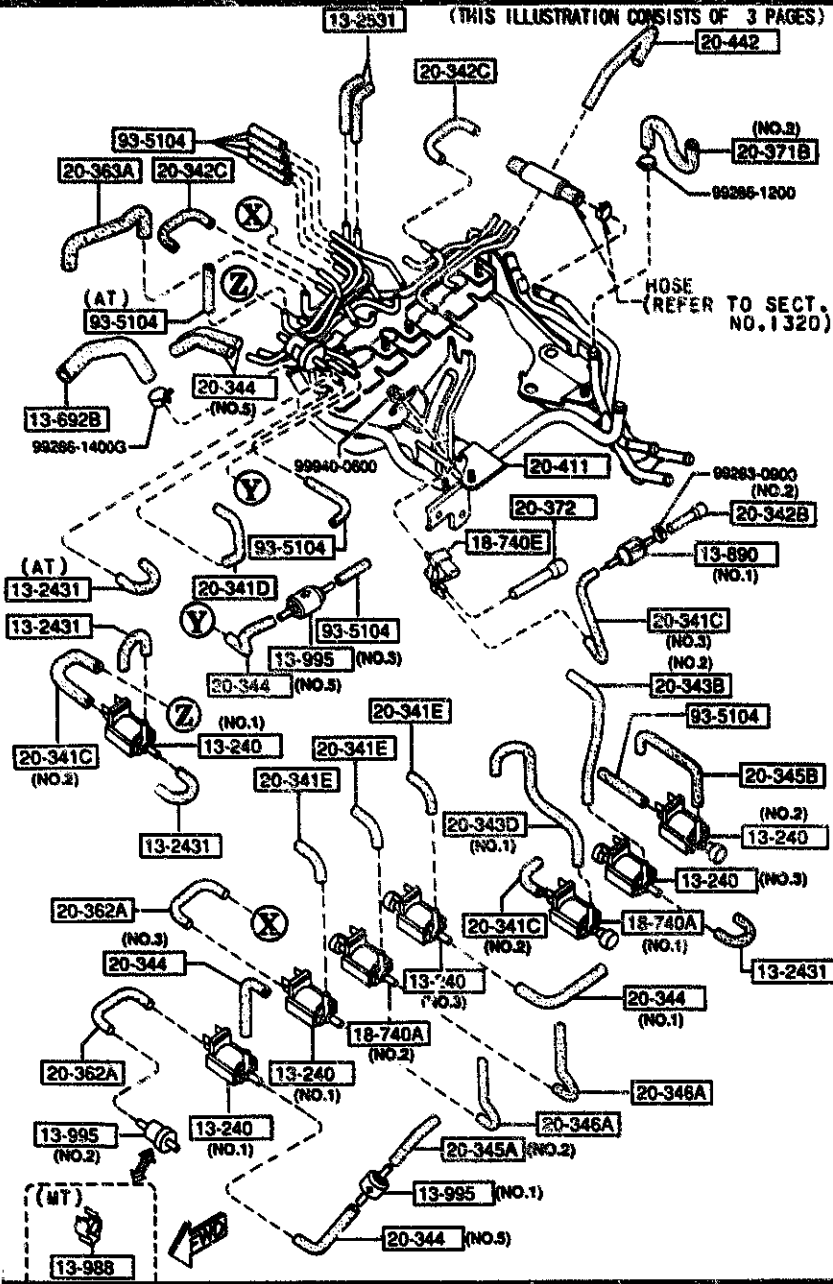 (THIS ILLUSTRATION CONSISTS OF 3 PAGES)
13-2531
20-442
20-342C
(NO.2)
93-5104
20-371B
20-363A
20-342C
99286-1200
X
Z
(AT)
93-5104
HOSE
(REFER TO SECT.
NO.1320)
20-344
(NO.5)
13-692B
99286-1400G
99940-0600
20-411
99283-0900
(NO.2)
Y
20-372
20-342B
93-5104
18-740E
13-890
(NO.1)
(AT)
13-2431
20-341D
Y
13-2431
93-5104
20-341C
(NO.3)
13-995 (NO.3)
(NO.2)
20-344 (NO.5)
20-343B
Z
(NO.1)
20-341E
93-5104
20-341C
(NO.2)
13-240
20-341E
20-341E
20-345B
(NO.2)
13-2431
20-343D
(NO.1)
13-240
13-240 (NO.3)
20-362A
X
20-341C
(NO.2)
18-740A
(NO.1)
(NO.3)
20-344
13-240
(NO.3)
13-2431
20-344
(NO.1)
18-740A
(NO.2)
20-362A
13-240
(NO.1)
20-346A
13-995
(NO.2)
13-240
(NO.1)
20-346A
20-345A (NO.2)
(MT)
13-995 (NO.1)
FWD
13-988
20-344 (NO.5)